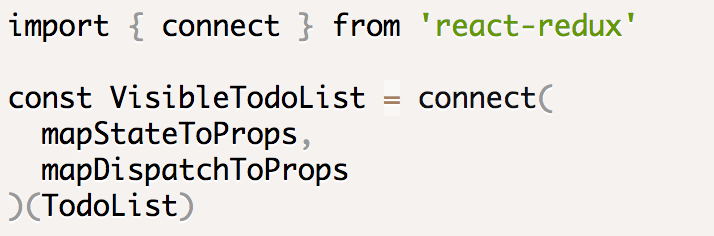 import { connect } from 'react-redux'

const VisibleTodoList = connect(
  mapStateToProps,
  mapDispatchToProps
)(TodoList)